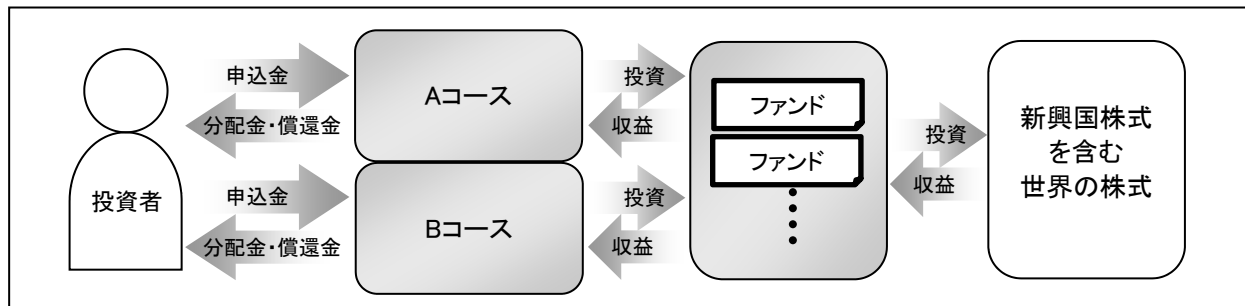 投資者
申込金
分配金・償還金
申込金
分配金・償還金
Aコース
Bコース
投資
収益
投資
収益
ファンド
ファンド
投資
収益
新興国株式
を含む
世界の株式